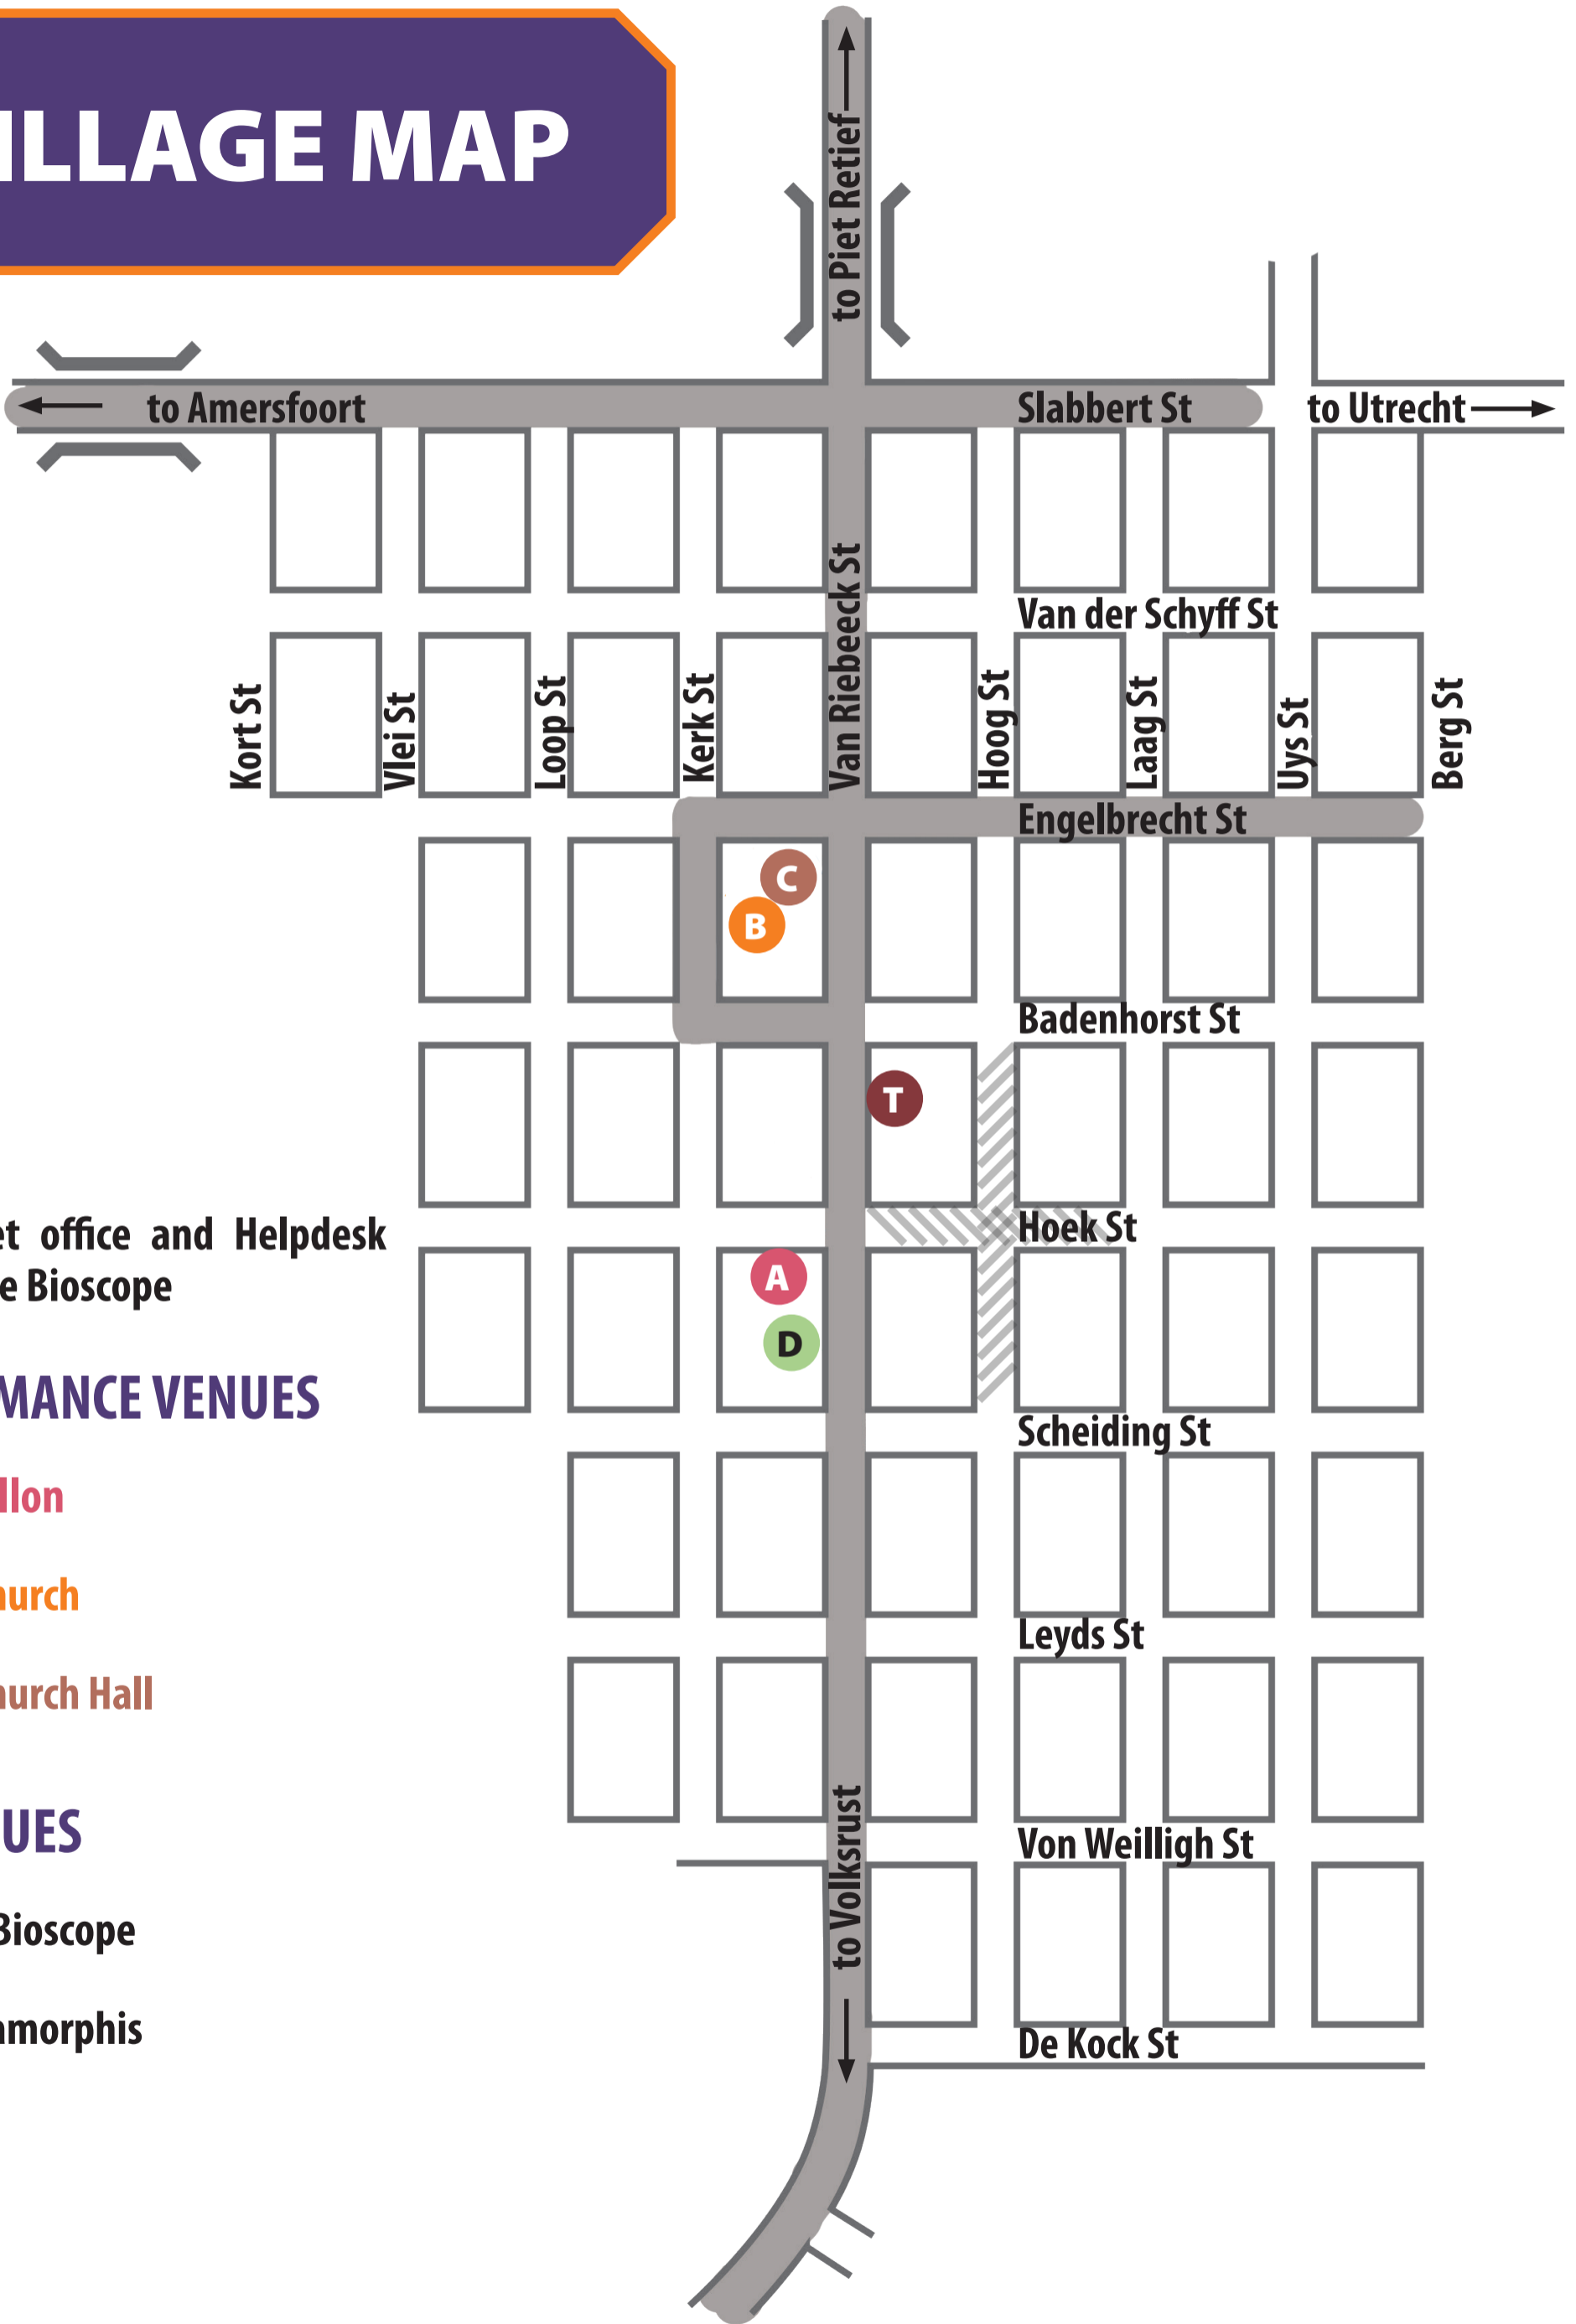 ILLAGE MAP
to Piet Retief
to Amersfoort
Slabbert St
to Utrecht
Van der Schyff St
Kort St
Vlei St
Loop St
Kerk St
Van Riebeeck St
Hoog St
Laag St
Uys St
Berg St
Engelbrecht St
C
B
Badenhorst St
T
et office and Helpdesk
e Bioscope
Hoek St
A
D
MANCE VENUES
Scheiding St
llon
hurch
Leyds St
hurch Hall
UES
to Volksrust
Von Weilligh St
Bioscope
amorphis
De Kock St